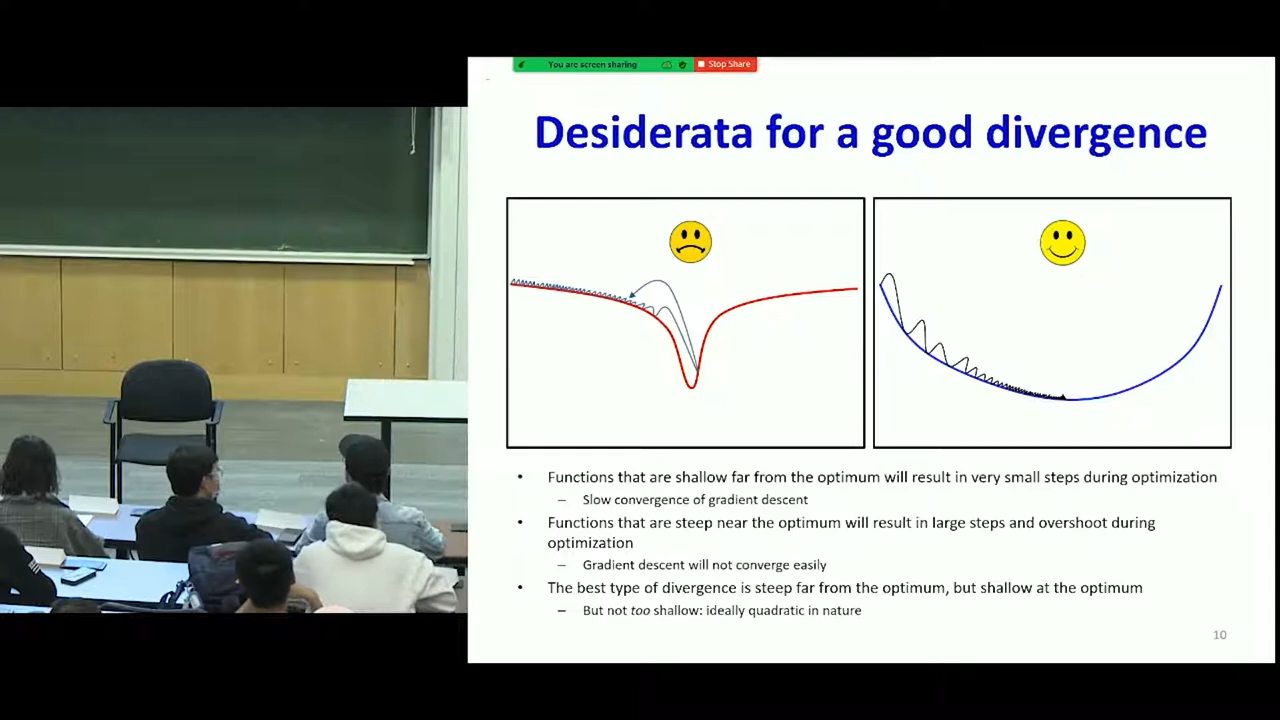 You are screen sharing
Stop Share
Desiderata for a good divergence
• Functions that are shallow far from the optimum will result in very small steps during optimization
– Slow convergence of gradient descent
• Functions that are steep near the optimum will result in large steps and overshoot during
optimization
– Gradient descent will not converge easily
• The best type of divergence is steep far from the optimum, but shallow at the optimum
– But not too shallow: ideally quadratic in nature
10